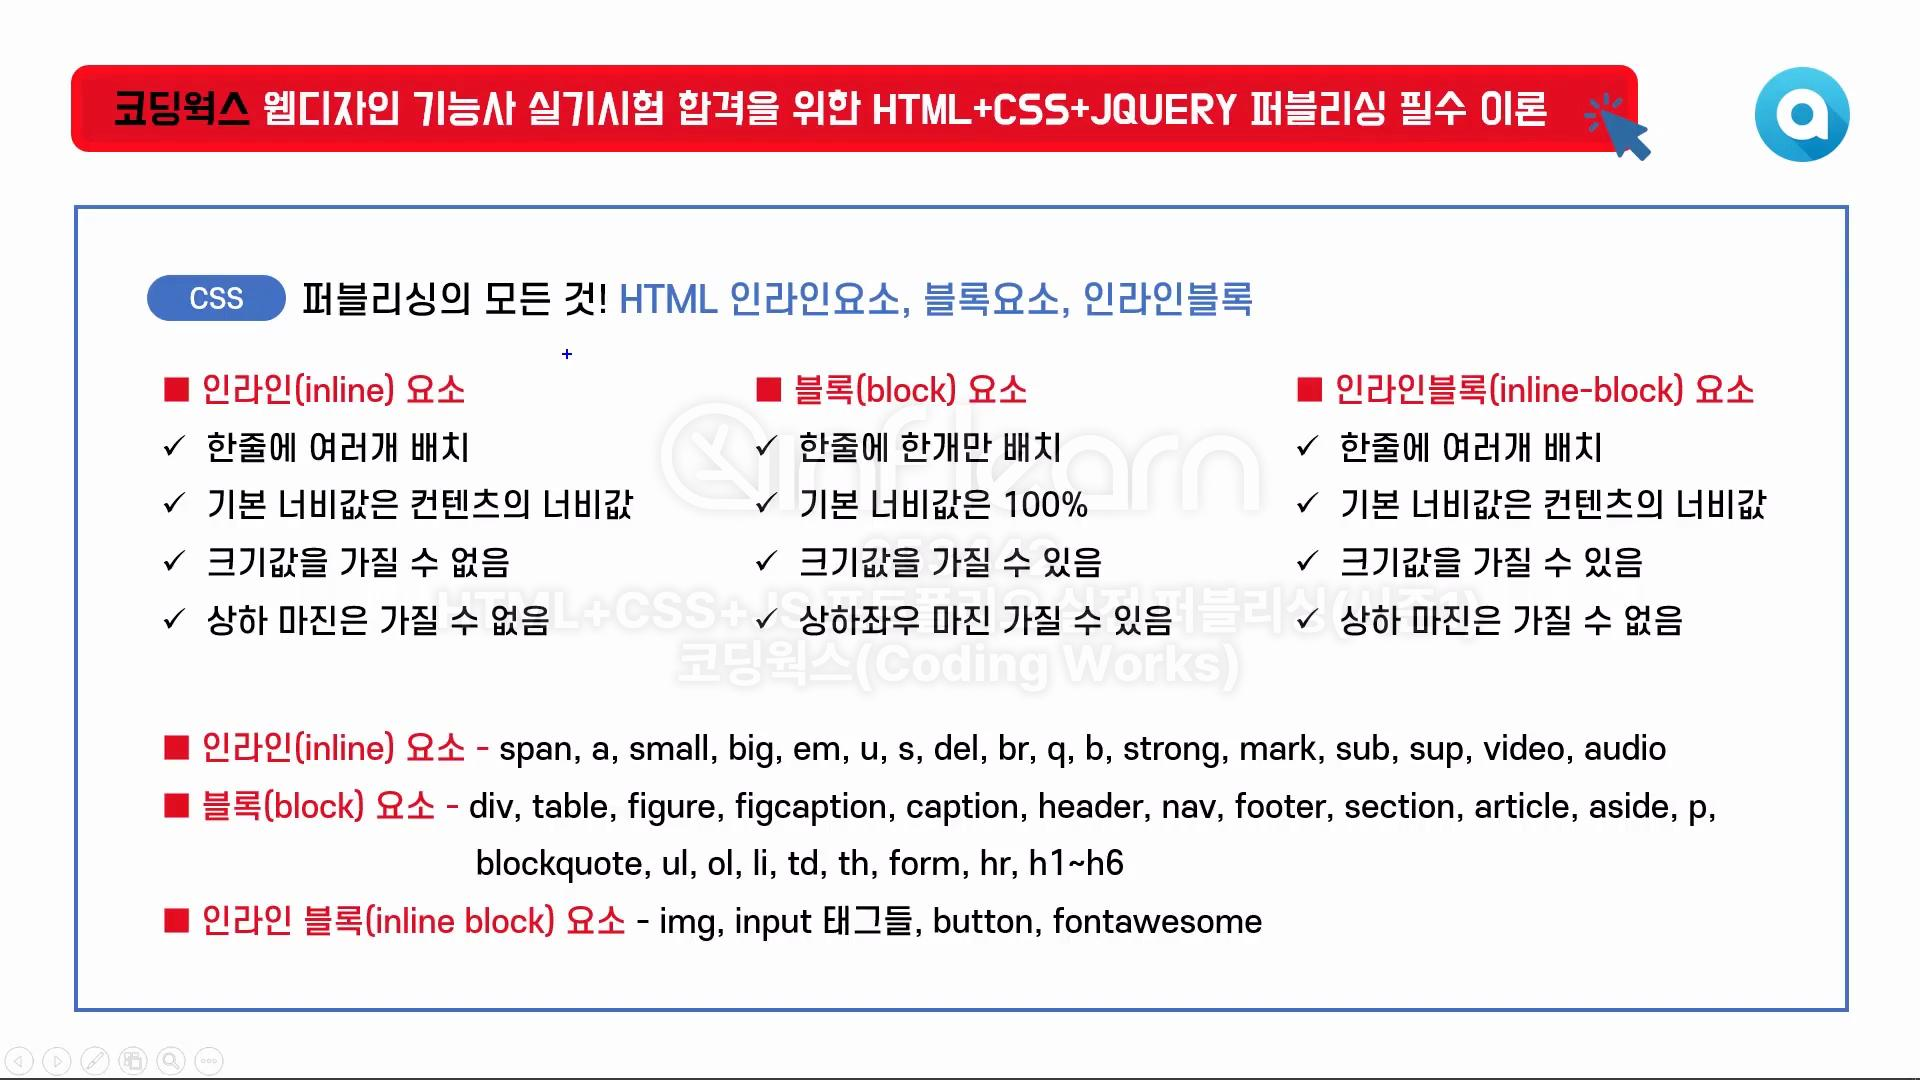 코딩웍스 웹디자인 기능사 실기시험 합격을 위한 HTML+CSS+JQUERY 퍼블리싱 필수 이론
CSS 퍼블리싱의 모든 것! HTML 인라인요소, 블록요소, 인라인블록
■ 인라인(inline) 요소
✓ 한줄에 여러개 배치
✓ 기본 너비값은 컨텐츠의 너비값
✓ 크기값을 가질 수 없음
✓ 상하 마진은 가질 수 없음
■ 블록(block) 요소
✓ 한줄에 한개만 배치
✓ 기본 너비값은 100%
✓ 크기값을 가질 수 있음
✓ 상하좌우 마진 가질 수 있음
■ 인라인블록(inline-block) 요소
✓ 한줄에 여러개 배치
✓ 기본 너비값은 컨텐츠의 너비값
✓ 크기값을 가질 수 있음
✓ 상하 마진은 가질 수 없음
inflearn
HTML+CSS+JS 포트폴리오 실전 퍼블리싱(시즌1)
코딩웍스(Coding Works)
■ 인라인(inline) 요소 - span, a, small, big, em, u, s, del, br, q, b, strong, mark, sub, sup, video, audio
■ 블록(block) 요소 - div, table, figure, figcaption, caption, header, nav, footer, section, article, aside, p,
blockquote, ul, ol, li, td, th, form, hr, h1~h6
■ 인라인 블록(inline block) 요소 - img, input 태그들, button, fontawesome